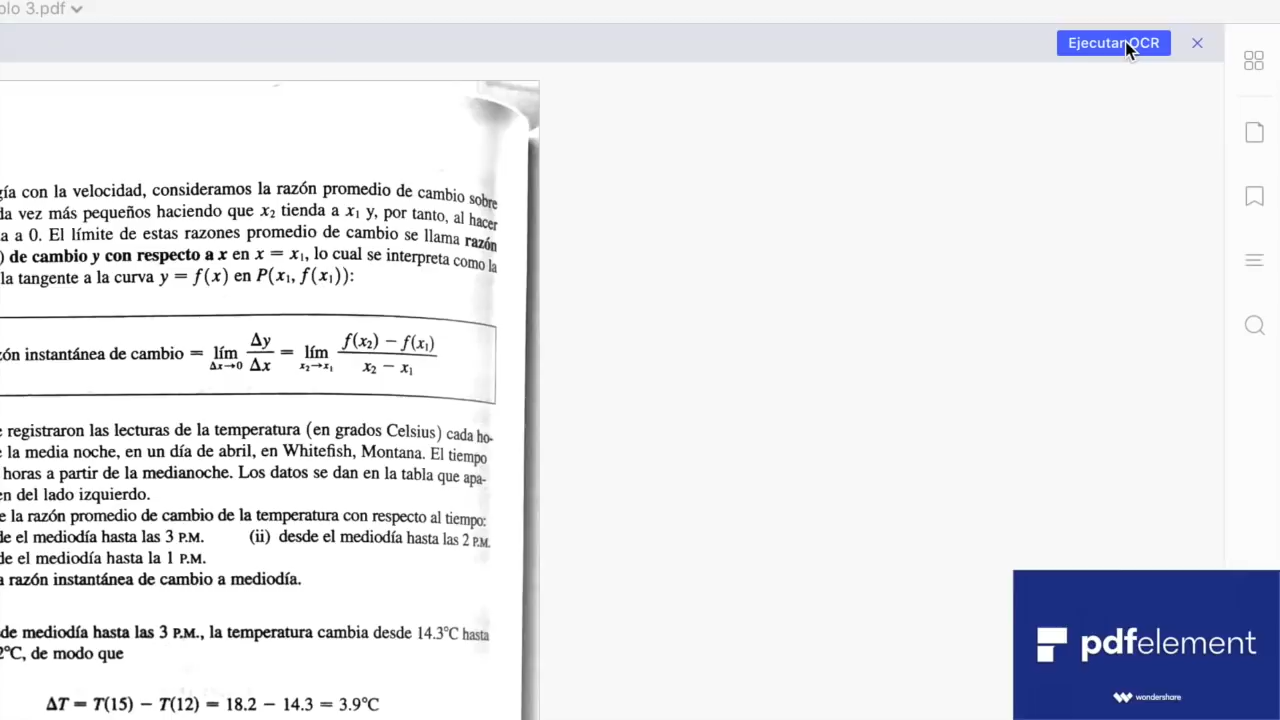 plo 3.pdf
Ejecutar OCR
gía con la velocidad, consideramos la razón promedio de cambio sobre
da vez más pequeños haciendo que x₂ tienda a x₁ y, por tanto, al hacer
a a 0. El límite de estas razones promedio de cambio se llama razón
) de cambio y con respecto a x en x = x₁, lo cual se interpreta como la
la tangente a la curva y = f(x) en P(x₁, f(x₁)):
zón instantánea de cambio = lím Δx→0 Δy/Δx = lím x₂→x₁ f(x₂) − f(x₁)/x₂ − x₁
e registraron las lecturas de la temperatura (en grados Celsius) cada ho-
e la media noche, en un día de abril, en Whitefish, Montana. El tiempo
horas a partir de la medianoche. Los datos se dan en la tabla que apa-
en del lado izquierdo.
e la razón promedio de cambio de la temperatura con respecto al tiempo:
de el mediodía hasta las 3 P.M. (ii) desde el mediodía hasta las 2 P.M.
de el mediodía hasta la 1 P.M.
a razón instantánea de cambio a mediodía.
de mediodía hasta las 3 P.M., la temperatura cambia desde 14.3°C hasta
2°C, de modo que
ΔT = T(15) − T(12) = 18.2 − 14.3 = 3.9°C
pdfelement
wondershare